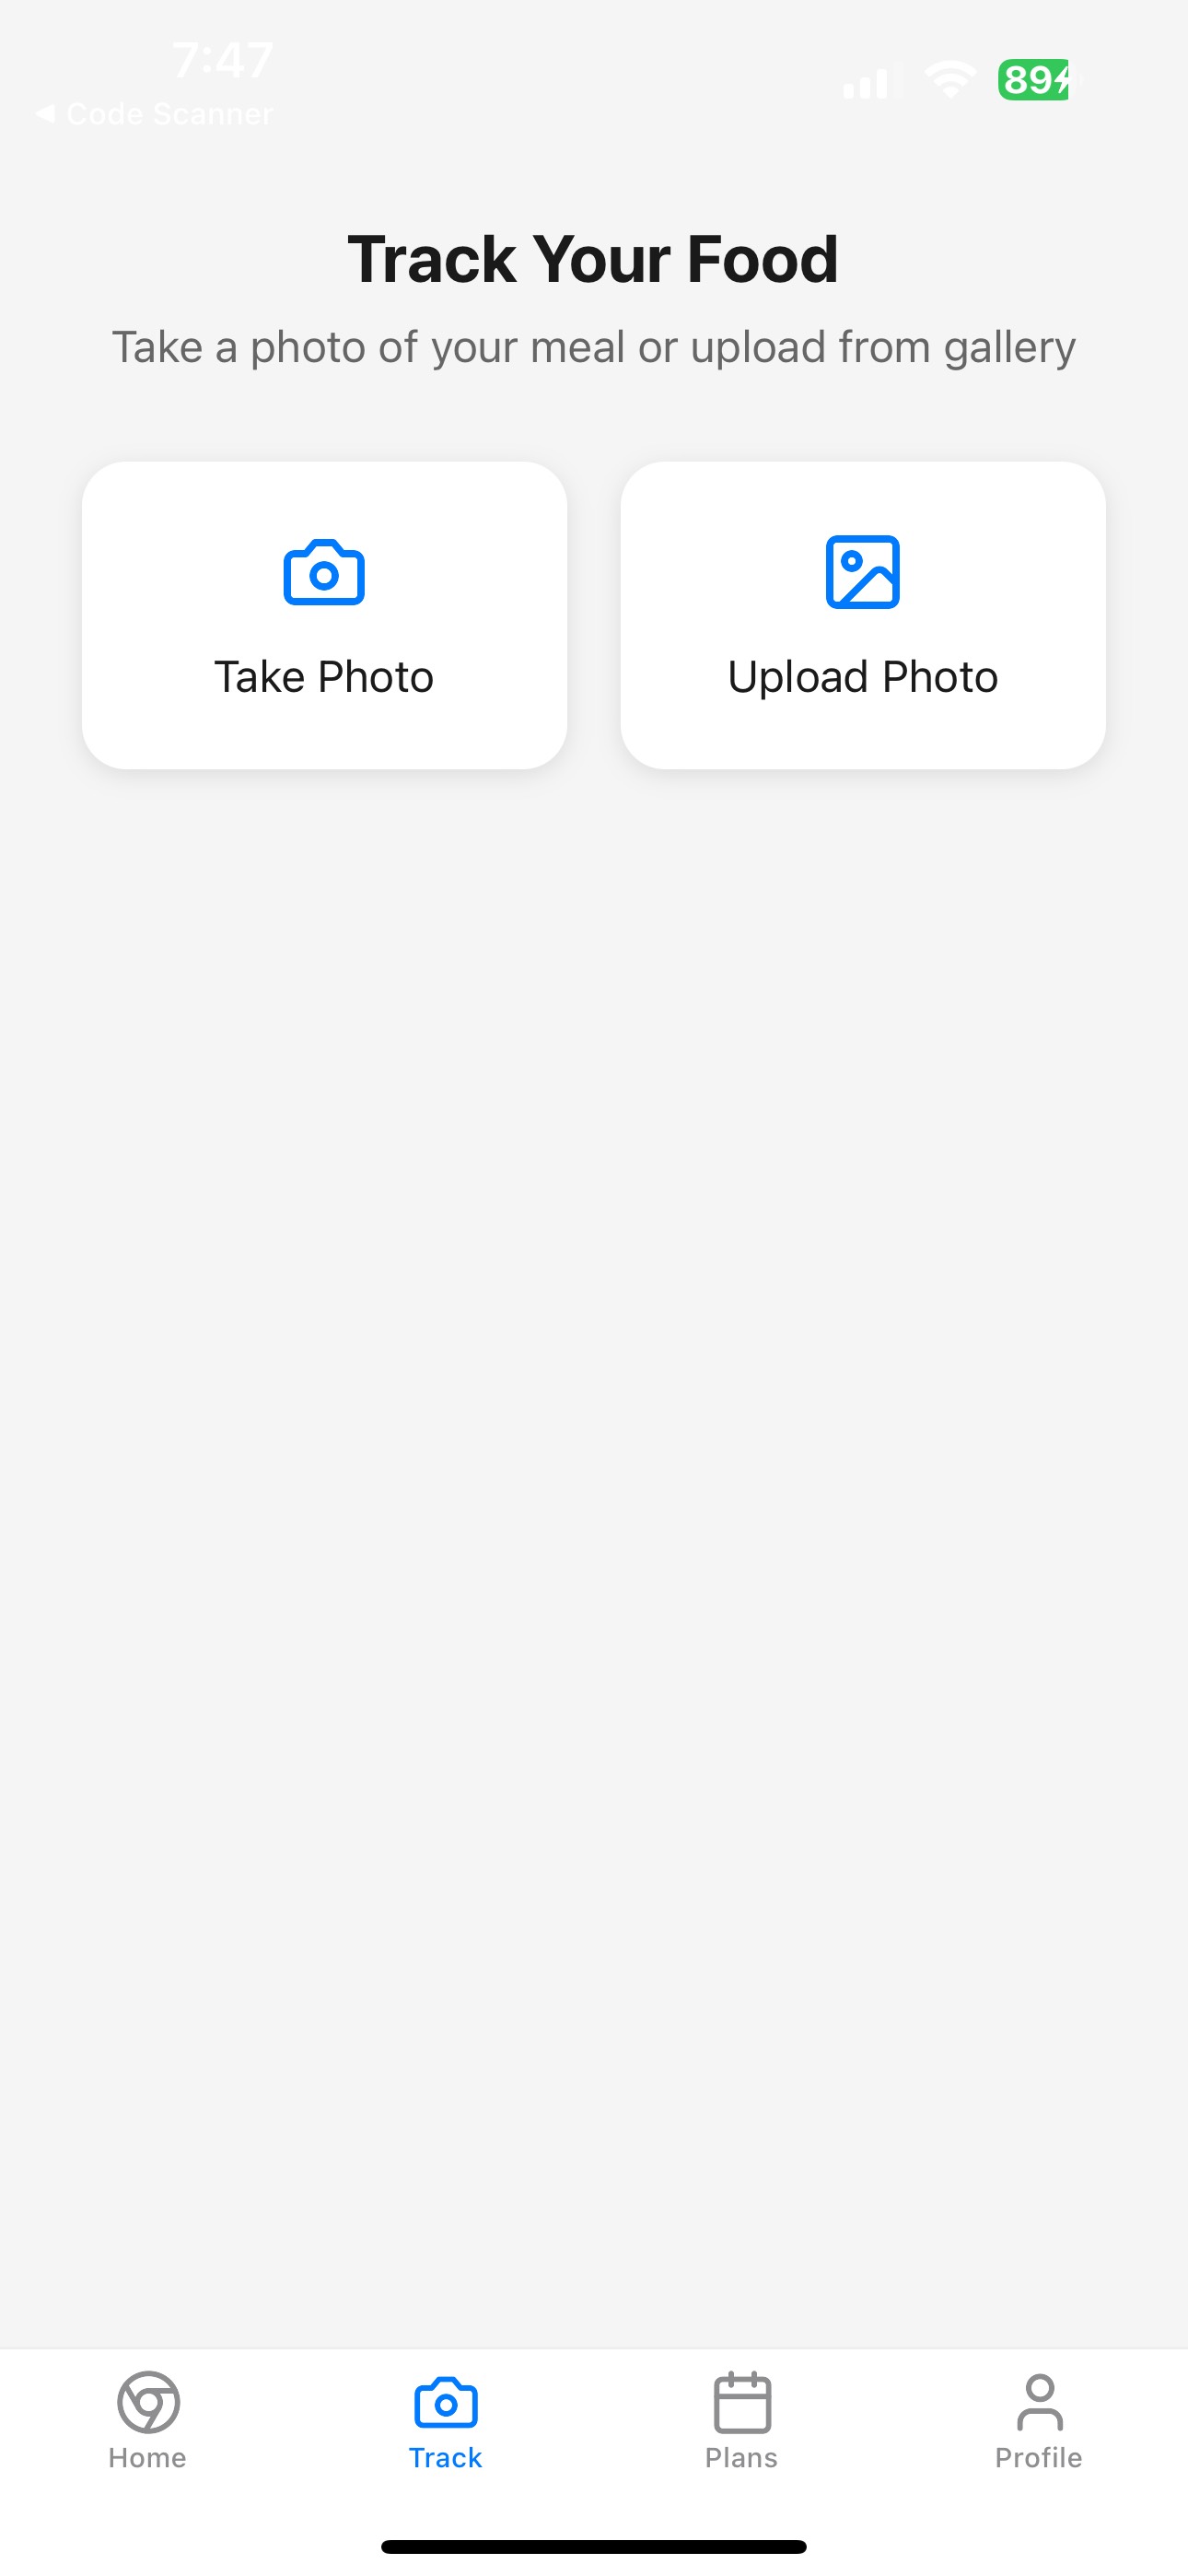 7:47
89
◀ Code Scanner
Track Your Food
Take a photo of your meal or upload from gallery
Take Photo
Upload Photo
Home
Track
Plans
Profile